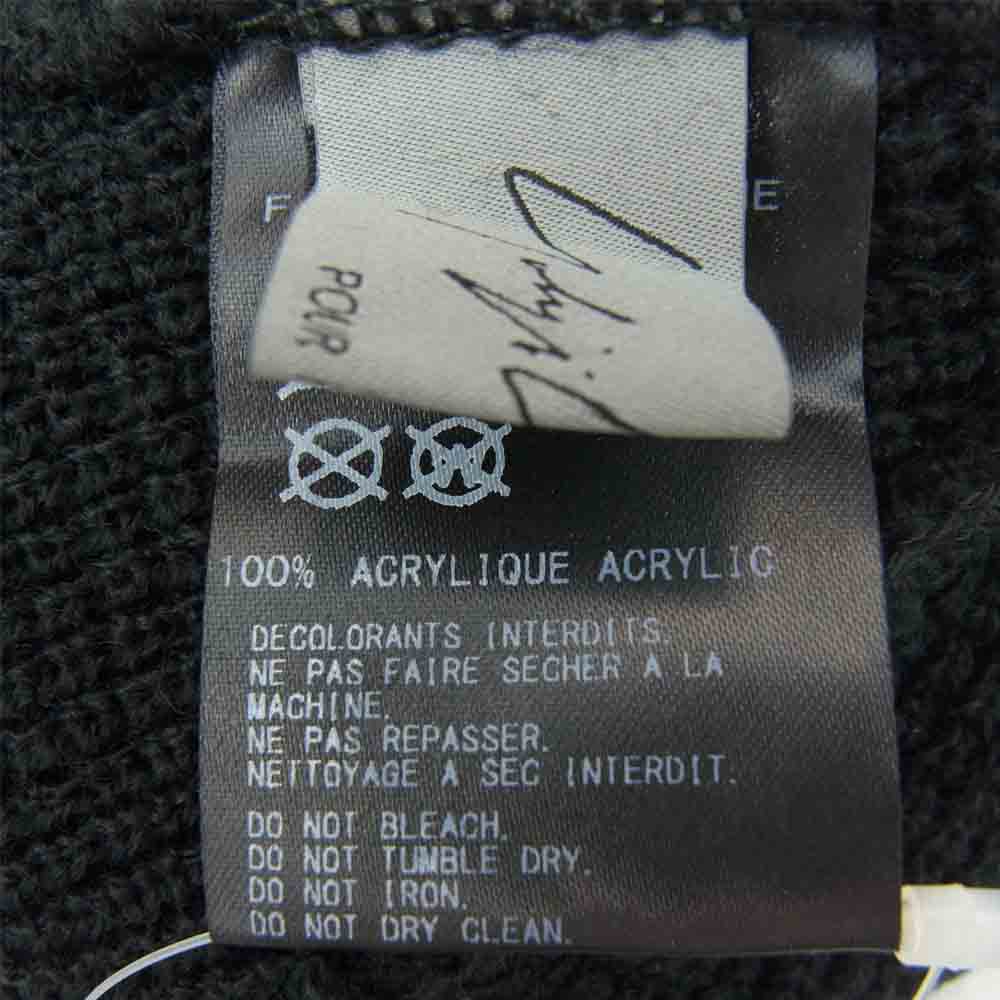 POUR
W
100% ACRYLIQUE ACRYLIC
DECOLORANTS INTERDITS.
NE PAS FAIRE SECHER A LA
MACHINE.
NE PAS REPASSER.
NETTOYAGE A SEC INTERDIT.
DO NOT BLEACH.
DO NOT TUMBLE DRY.
DO NOT IRON.
DO NOT DRY CLEAN.